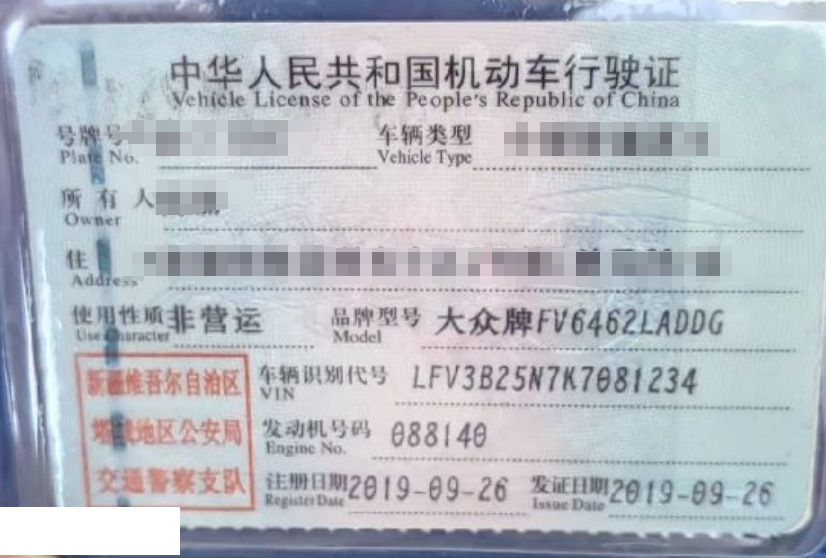 中华人民共和国机动车行驶证
Vehicle License of the People's Republic of China
号牌号 车辆类型
Plate No. Vehicle Type
所有人
Owner
住
Address
使用性质 非营运 品牌型号 大众牌FV6462LADDG
Use Character Model
新疆维吾尔自治区 车辆识别代号 LFV3B25N7K7081234
VIN
塔城地区公安局 发动机号码 088140
Engine No.
交通警察支队 注册日期 2019-09-26 发证日期 2019-09-26
Register Date Issue Date